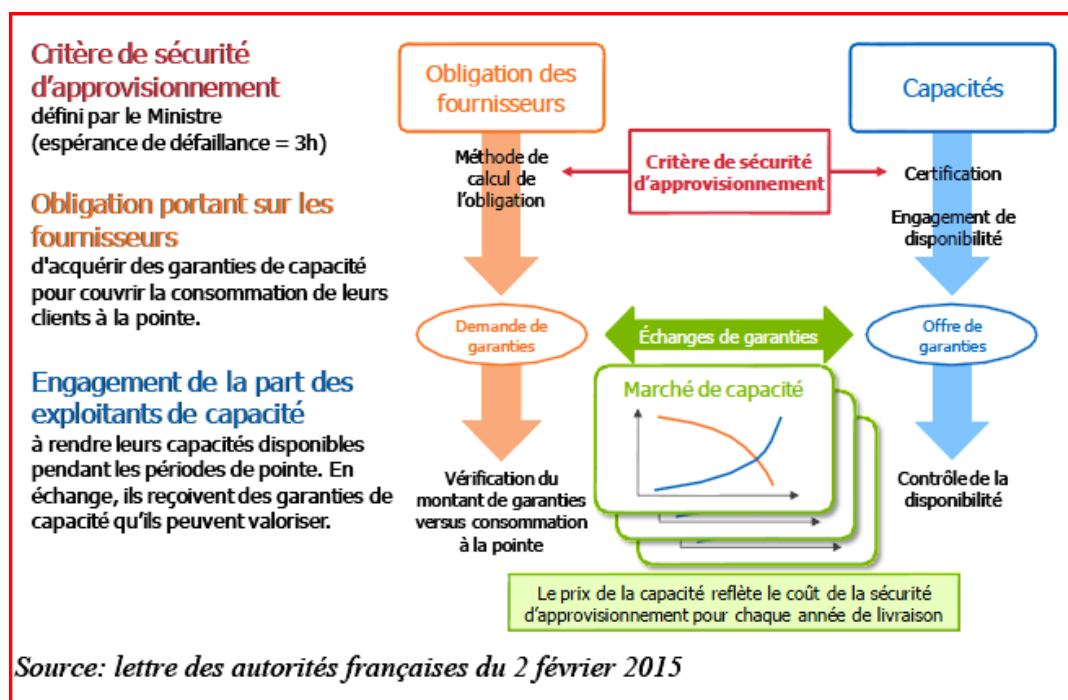 Critère de sécurité
d'approvisionnement
défini par le Ministre
(espérance de défaillance = 3h)
Obligation portant sur les
fournisseurs
d'acquérir des garanties de capacité
pour couvrir la consommation de leurs
clients à la pointe.
Engagement de la part des
exploitants de capacité
à rendre leurs capacités disponibles
pendant les périodes de pointe. En
échange, ils reçoivent des garanties de
capacité qu'ils peuvent valoriser.
Obligation des
fournisseurs
Méthode de
calcul de
l'obligation
Critère de sécurité
d'approvisionnement
Capacités
Certification
Engagement de
disponibilité
Demande de
garanties
Échanges de garanties
Offre de
garanties
Marché de capacité
Vérification du
montant de garanties
versus consommation
à la pointe
Contrôle de la
disponibilité
Le prix de la capacité reflète le coût de la sécurité
d'approvisionnement pour chaque année de livraison
Source: lettre des autorités françaises du 2 février 2015